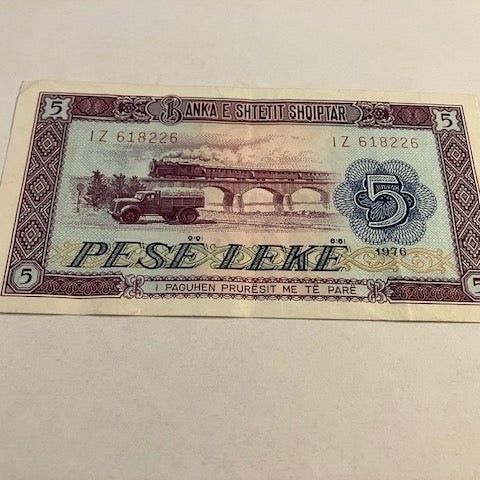 5 BANKA E SHTETIT SHQIPTAR 5
IZ 618226 IZ 618226
5
PESË LEKË 1976
5 I PAGUHEN PRURËSIT ME TË PARË 5